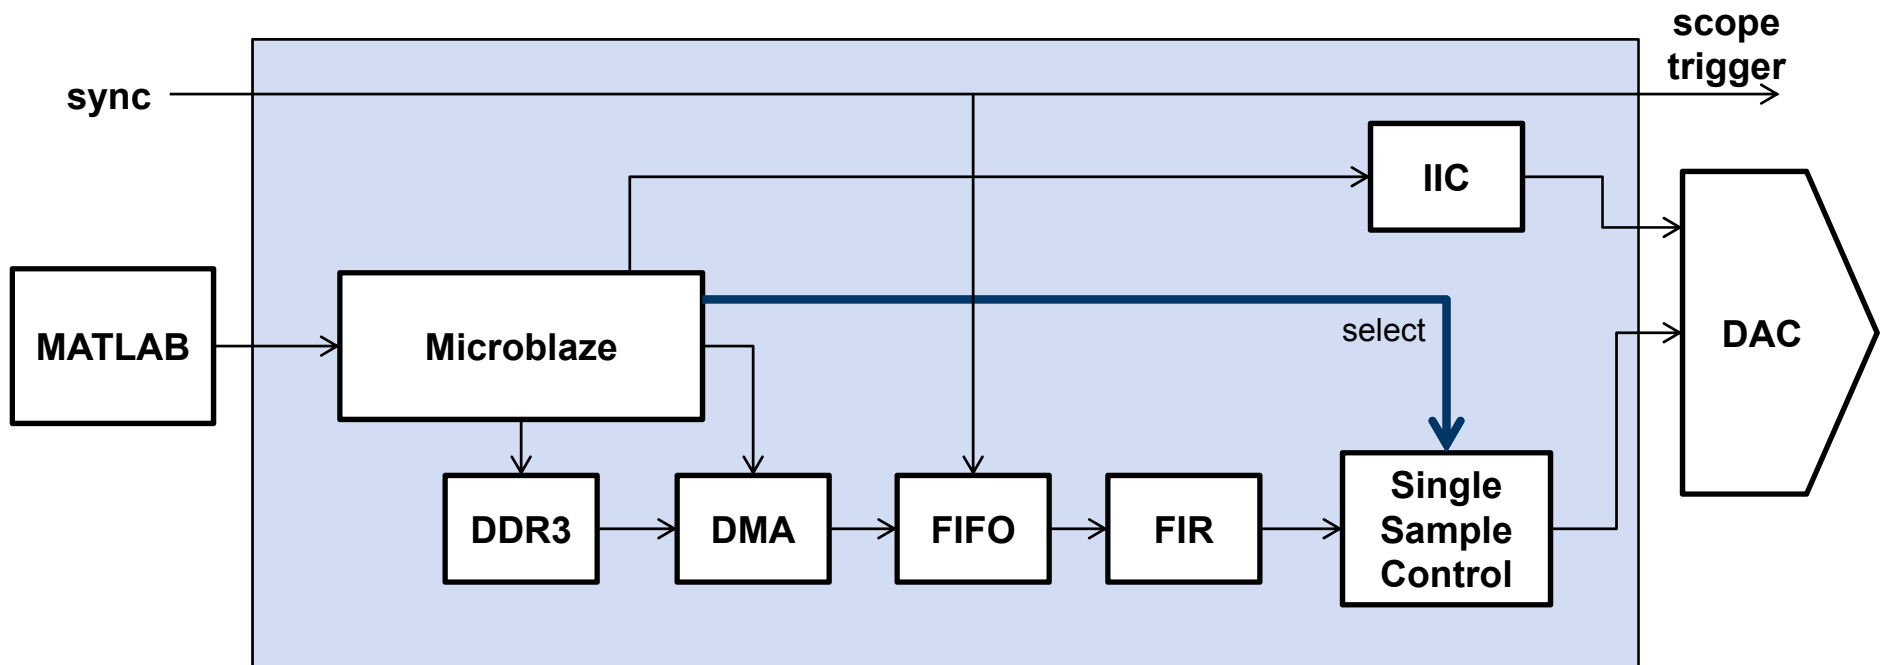 scope
trigger
sync
IIC
MATLAB
Microblaze
select
DAC
DDR3
DMA
FIFO
FIR
Single
Sample
Control